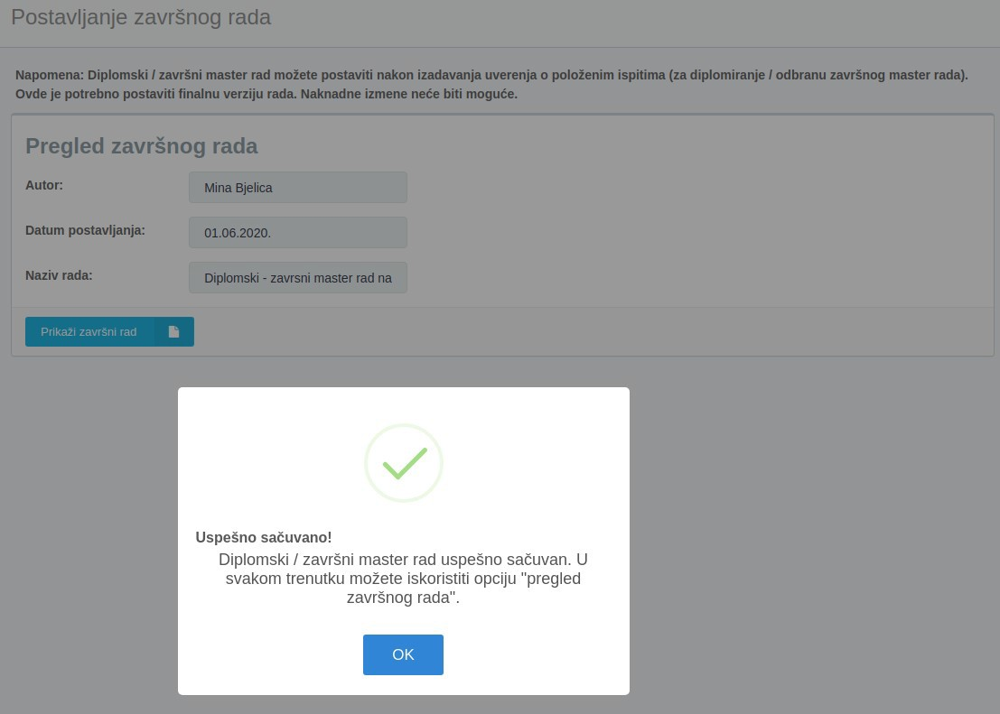 Postavljanje završnog rada
Napomena: Diplomski / završni master rad možete postaviti nakon izadavanja uverenja o položenim ispitima (za diplomiranje / odbranu završnog master rada).
Ovde je potrebno postaviti finalnu verziju rada. Naknadne izmene neće biti moguće.
Pregled završnog rada
Autor:
Mina Bjelica
Datum postavljanja:
01.06.2020.
Naziv rada:
Diplomski - zavrsni master rad na
Prikaži završni rad
Uspešno sačuvano!
Diplomski / završni master rad uspešno sačuvan. U
svakom trenutku možete iskoristiti opciju "pregled
završnog rada".
OK